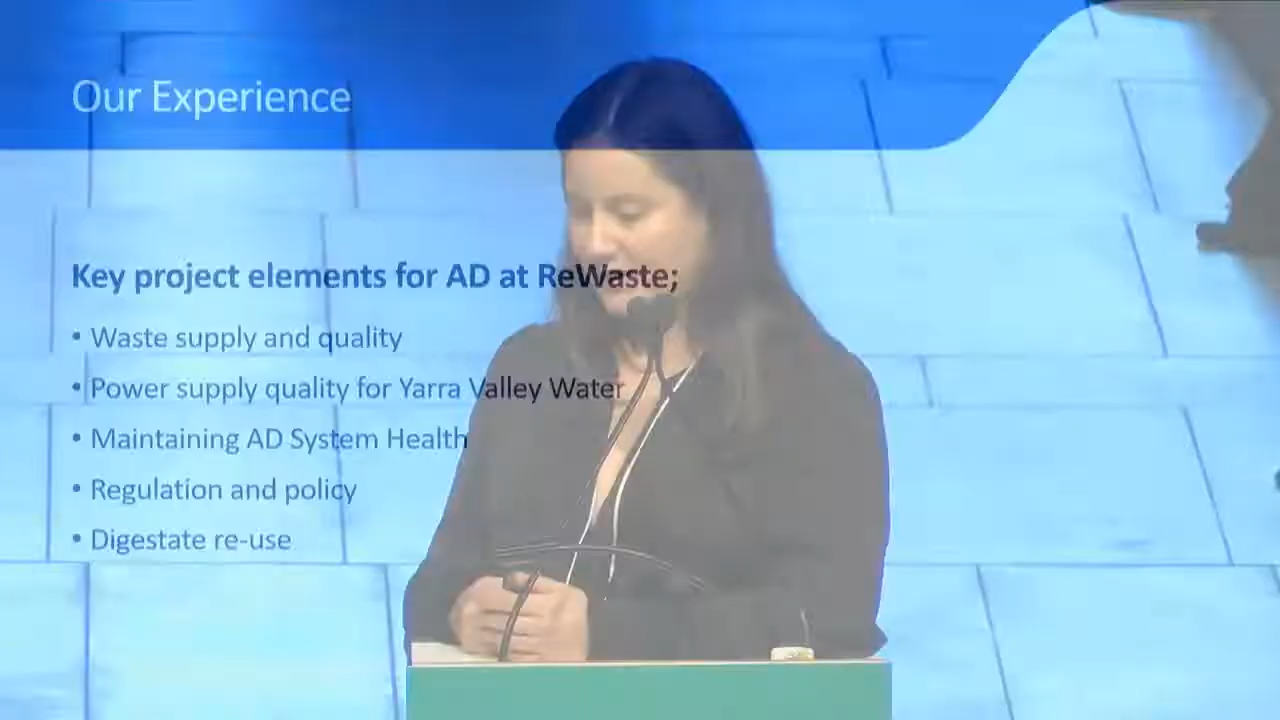 Our Experience
Key project elements for AD at ReWaste;
• Waste supply and quality
• Power supply quality for Yarra Valley Water
• Maintaining AD System Health
• Regulation and policy
• Digestate re-use